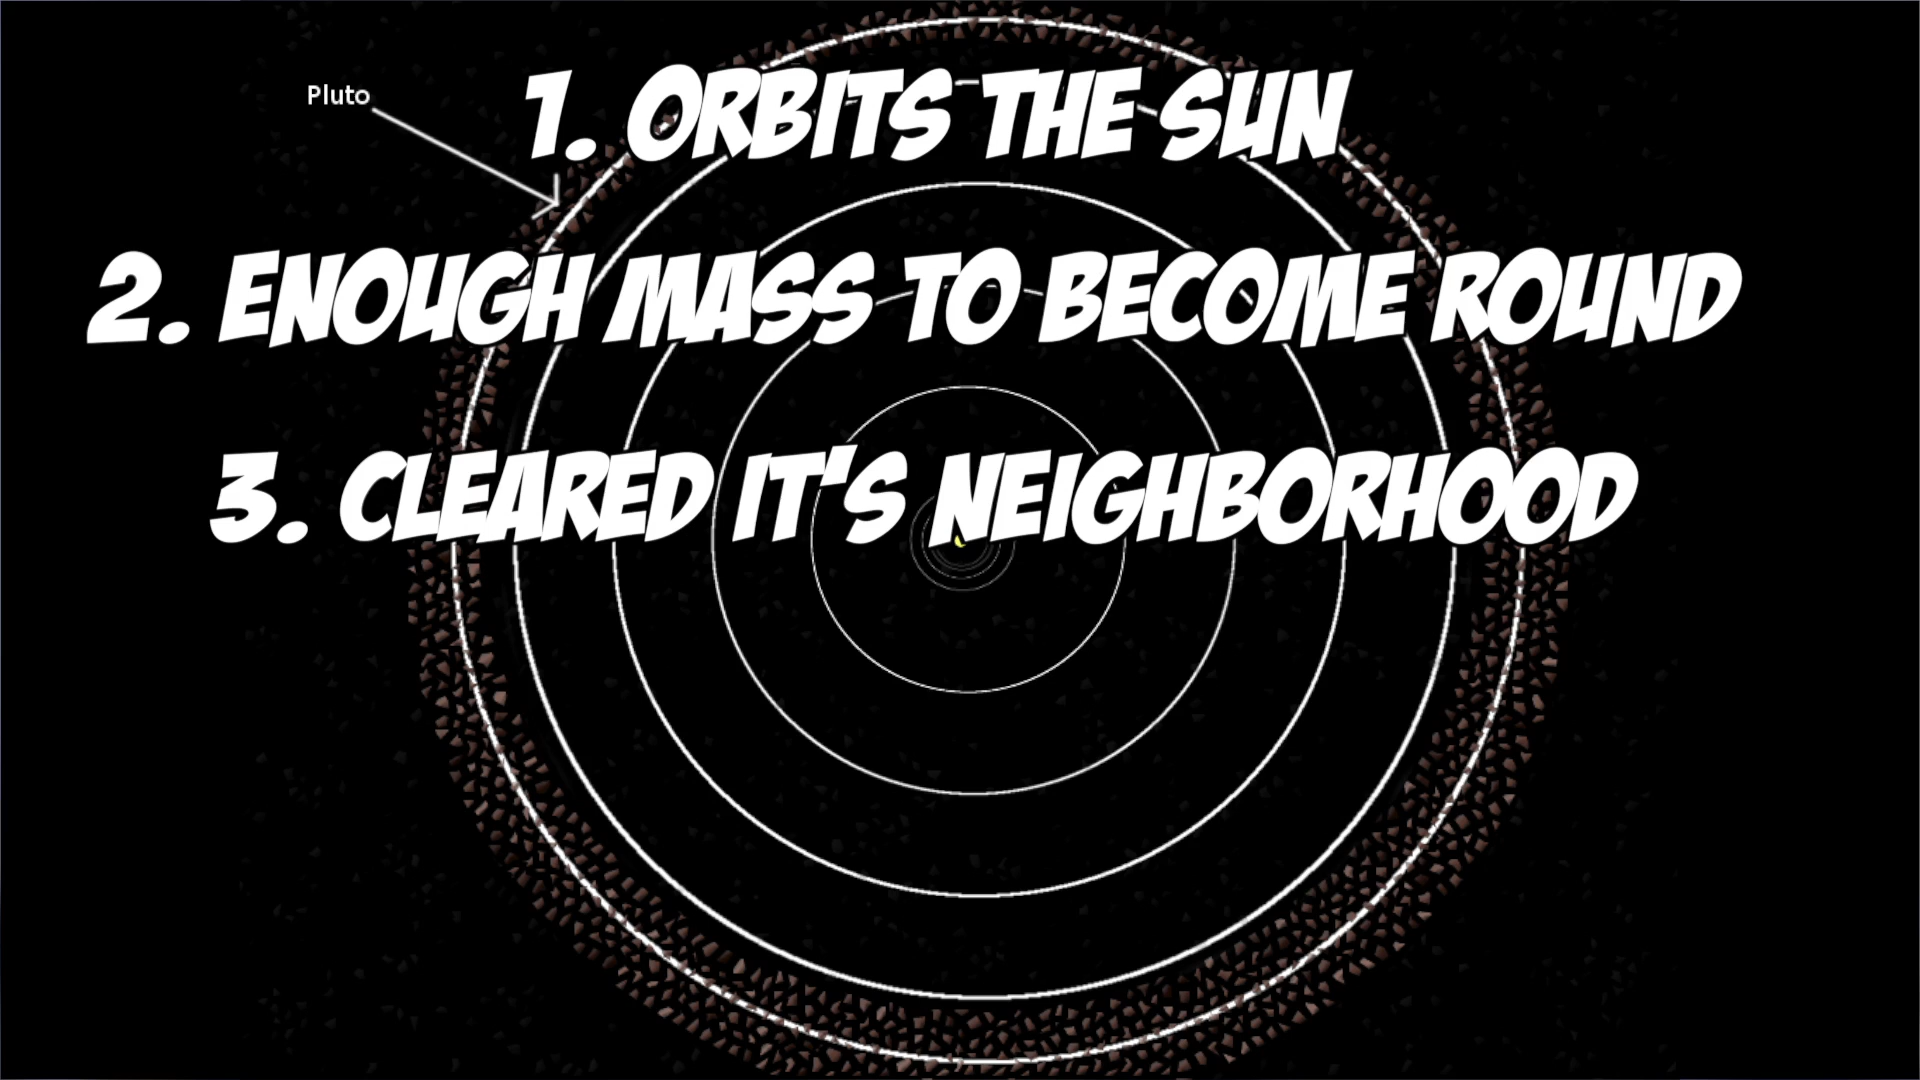 Pluto
1. ORBITS THE SUN
2. ENOUGH MASS TO BECOME ROUND
3. CLEARED IT'S NEIGHBORHOOD